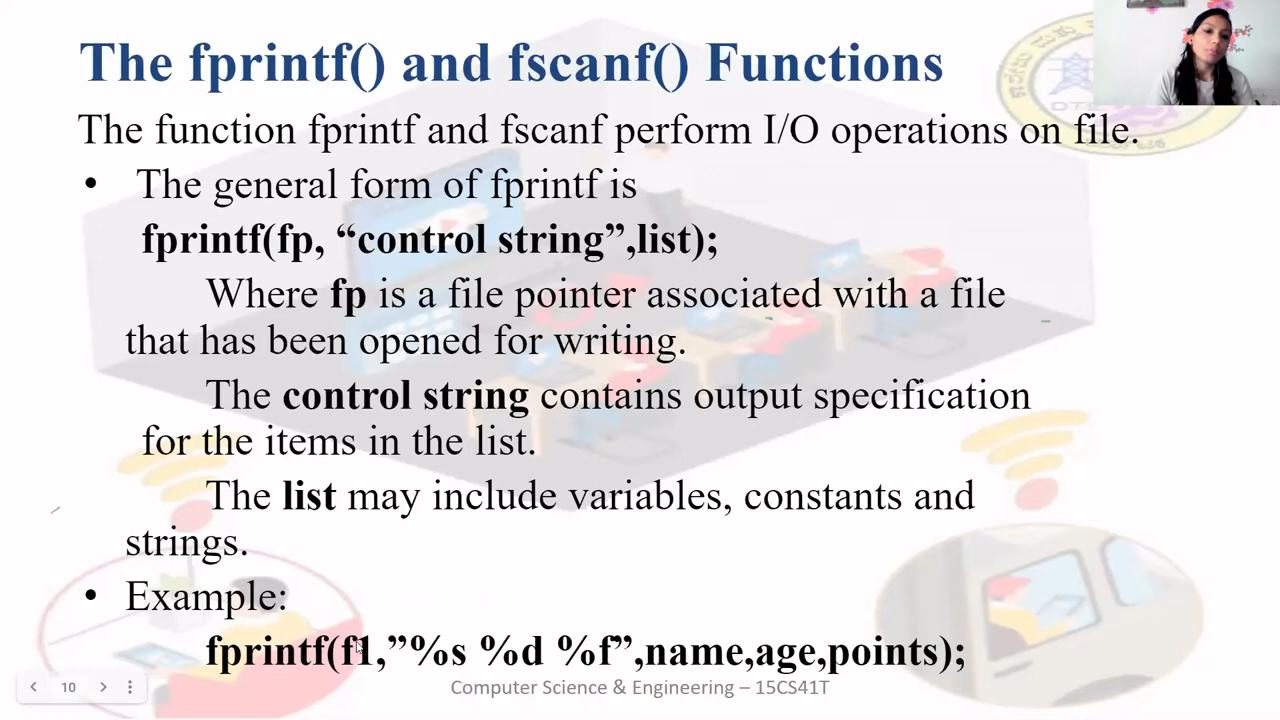 The fprintf() and fscanf() Functions
The function fprintf and fscanf perform I/O operations on file.
• The general form of fprintf is
fprintf(fp, “control string”,list);
Where fp is a file pointer associated with a file
that has been opened for writing.
The control string contains output specification
for the items in the list.
The list may include variables, constants and
strings.
• Example:
fprintf(f1,”%s %d %f”,name,age,points);
10
Computer Science & Engineering – 15CS41T